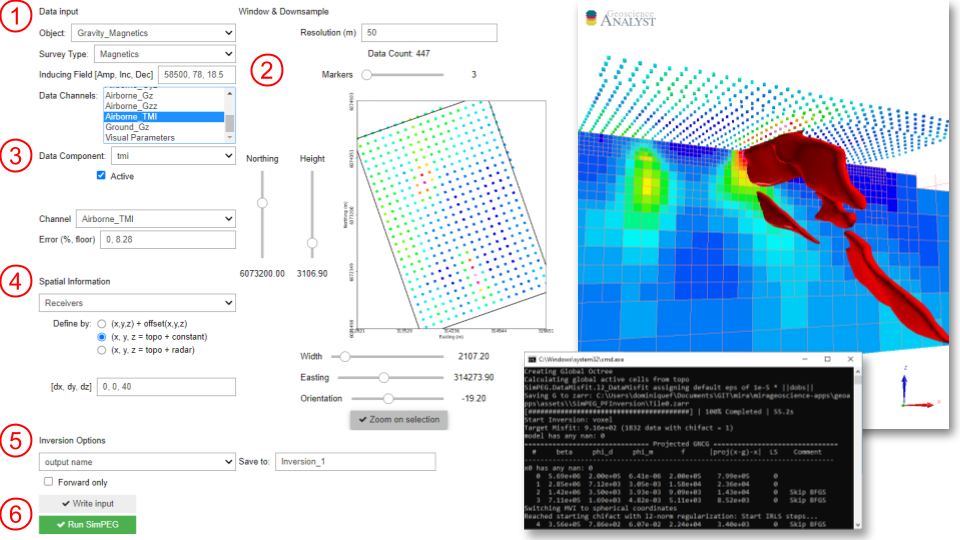 1
Data input
Object: Gravity_Magnetics
Survey Type: Magnetics
Inducing Field [Amp, Inc, Dec] 58500, 78, 18.5
Data Channels:
Airborne_Gz
Airborne_Gzz
Airborne_TMI
Ground_Gz
Visual Parameters
3
Data Component: tmi
Active
Channel Airborne_TMI
Error (%, floor) 0, 8.28
4
Spatial Information
Receivers
Define by: (x,y,z) + offset(x,y,z)
(x, y, z = topo + constant)
(x, y, z = topo + radar)
[dx, dy, dz] 0, 0, 40
5
Inversion Options
output name Save to: Inversion_1
Forward only
6
Write input
Run SimPEG
2
Window & Downsample
Resolution (m) 50
Data Count: 447
Markers 3
Northing Height
6073200.00 3106.90
Northing (m)
Easting (m)
Width 2107.20
Easting 314273.90
Orientation -19.20
Zoom on selection
Geoscience
ANALYST
C:\Windows\system32\cmd.exe
Creating Global Octree
Calculating global active cells from topo
SimPEG.DataMisfit.l2_DataMisfit assigning default eps of 1e-5 * ||dobs||
Saving G to zarr: C:\Users\dominiquef\Documents\GIT\mira\mirageoscience-apps\geoa
pps\assets\\SimPEG_PFInversion\file0.zarr
[########################################] | 100% Completed | 55.2s
Start Inversion: voxel
Target Misfit: 9.16e+02 (1832 data with chifact = 1)
model has any nan: 0
Projected GNCG
# beta phi_d phi_m f |proj(x-g)-x| LS Comment
x0 has any nan: 0
0 5.69e+06 2.00e+05 6.41e-06 2.00e+05 7.99e+05 0
1 2.85e+06 7.12e+03 3.05e-03 1.58e+04 2.36e+04 0
2 1.42e+06 3.50e+03 3.93e-03 9.09e+03 1.43e+04 0 Skip BFGS
3 7.11e+05 1.69e+03 4.82e-03 5.11e+03 8.52e+03 0 Skip BFGS
Switching MVI to spherical coordinates
Reached starting chifact with l2-norm regularization: Start IRLS steps...
4 3.56e+05 7.86e+02 6.07e-02 2.24e+04 3.40e+03 0 Skip BFGS